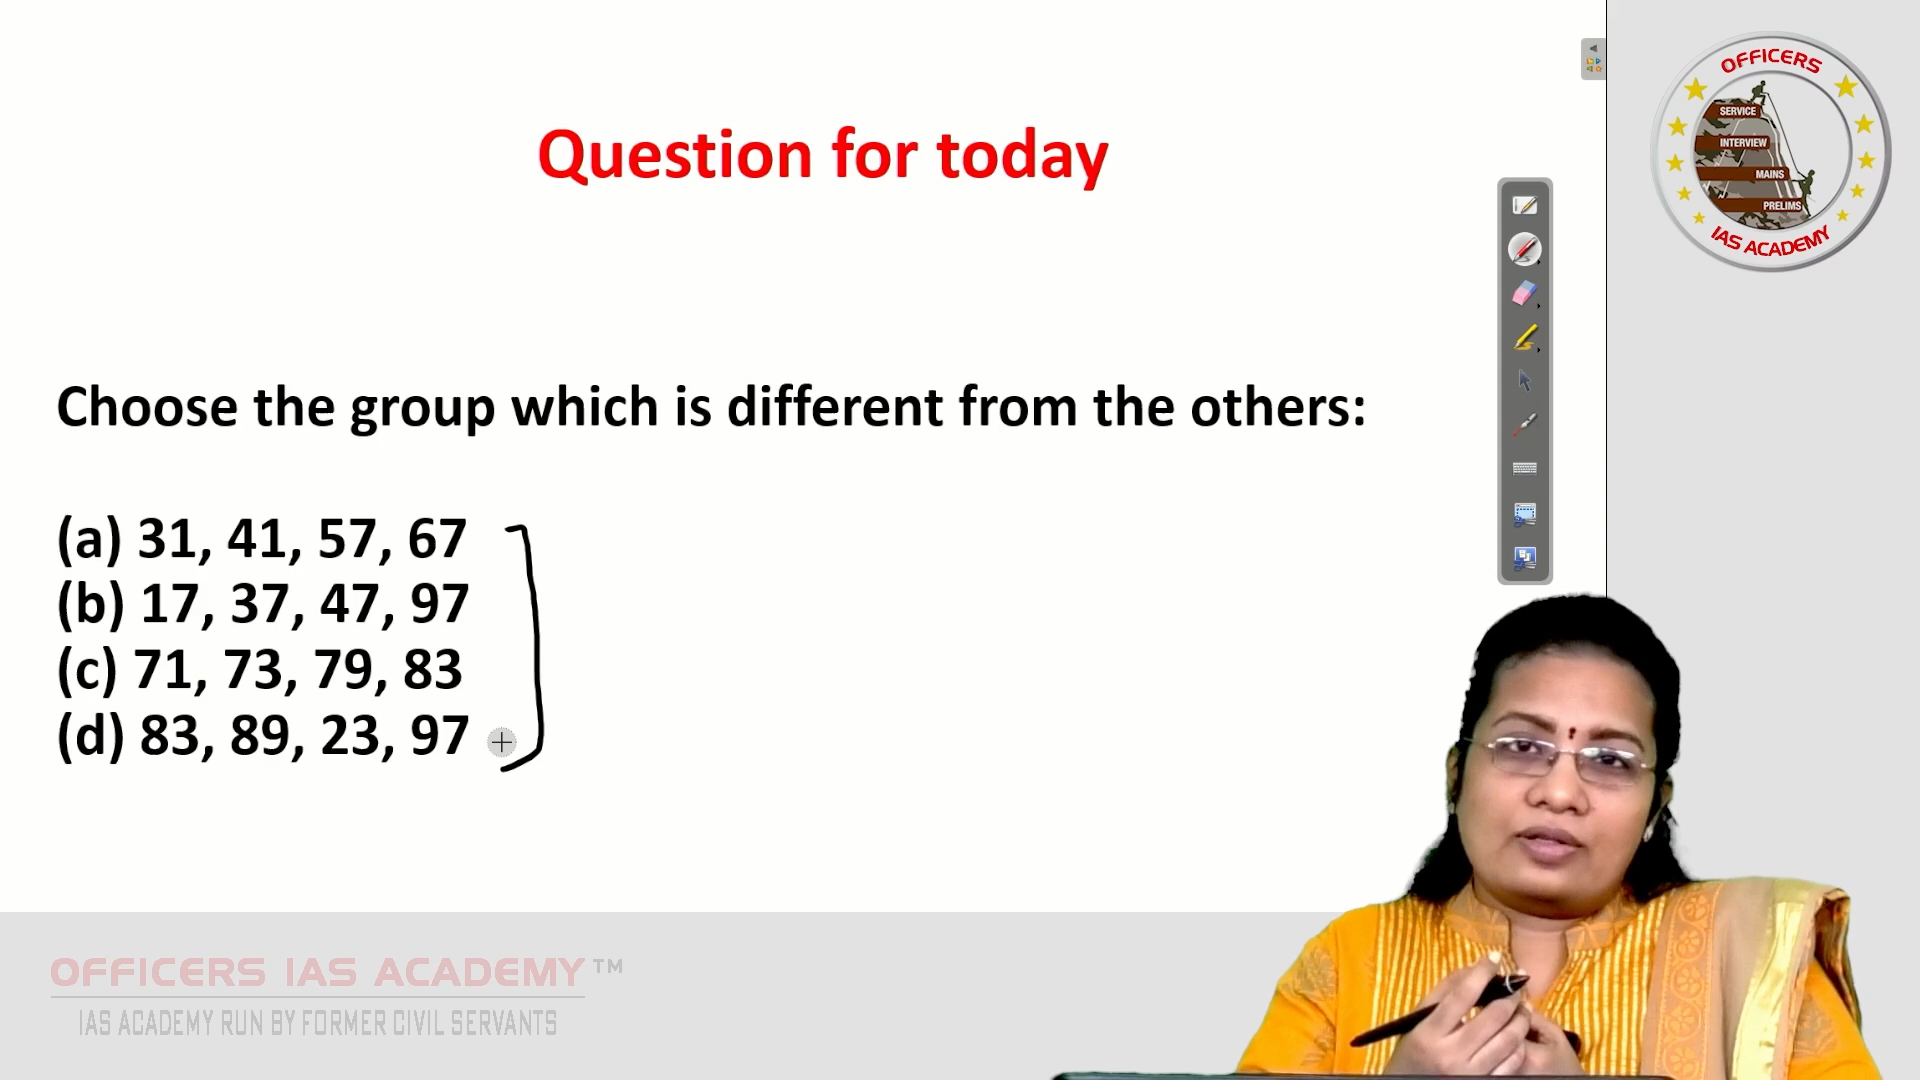 Question for today
OFFICERS
SERVICE
INTERVIEW
MAINS
PRELIMS
IAS ACADEMY
Choose the group which is different from the others:
(a) 31, 41, 57, 67
(b) 17, 37, 47, 97
(c) 71, 73, 79, 83
(d) 83, 89, 23, 97
OFFICERS IAS ACADEMY™
IAS ACADEMY RUN BY FORMER CIVIL SERVANTS